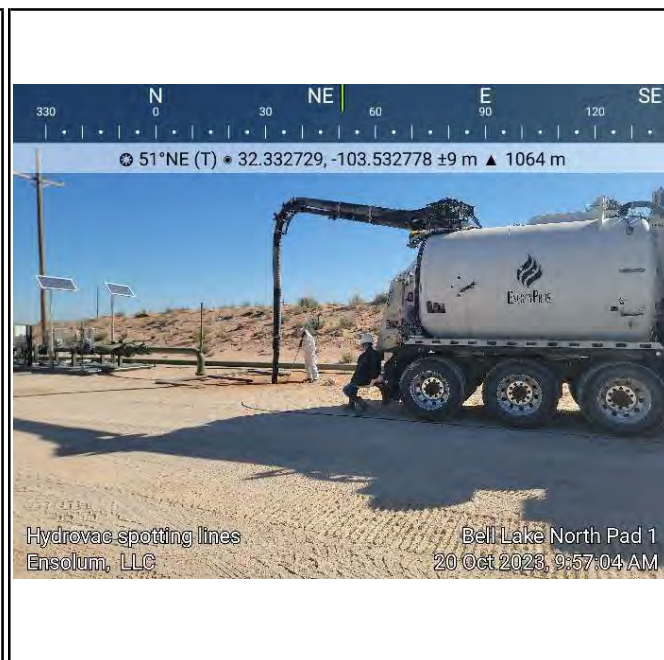 N NE E SE
330 0 30 60 90 120
51°NE (T) 32.332729, -103.532778 ±9 m ▲ 1064 m
Hydrovac spotting lines
Ensolum, LLC
Bell Lake North Pad 1
20 Oct 2023, 9:57:04 AM